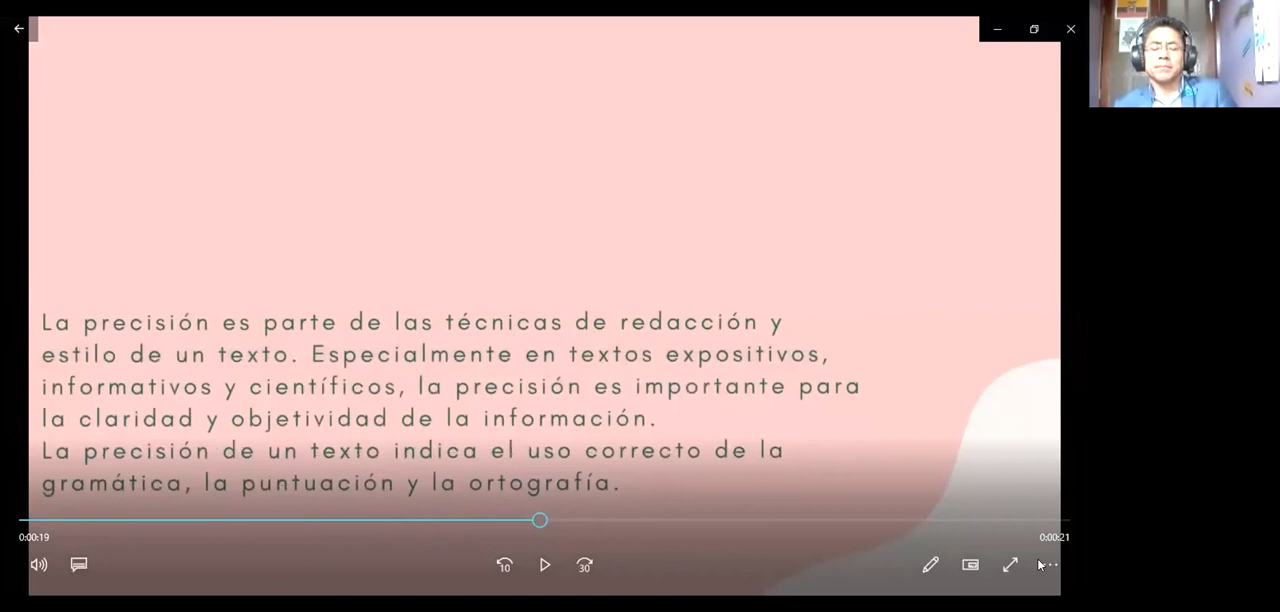 La precisión es parte de las técnicas de redacción y
estilo de un texto. Especialmente en textos expositivos,
informativos y científicos, la precisión es importante para
la claridad y objetividad de la información.
La precisión de un texto indica el uso correcto de la
gramática, la puntuación y la ortografía.
0:00:19
0:00:21
10
30